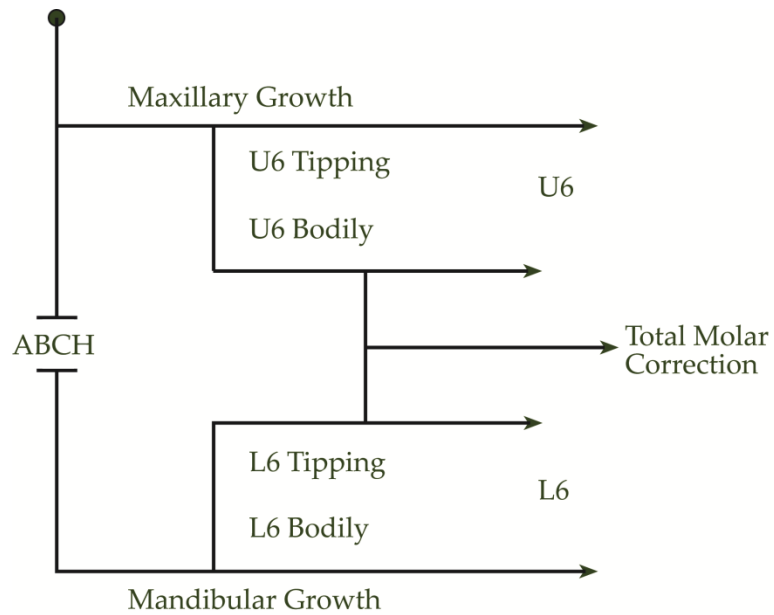 Maxillary Growth
U6 Tipping
U6
U6 Bodily
ABCH
Total Molar
Correction
L6 Tipping
L6
L6 Bodily
Mandibular Growth